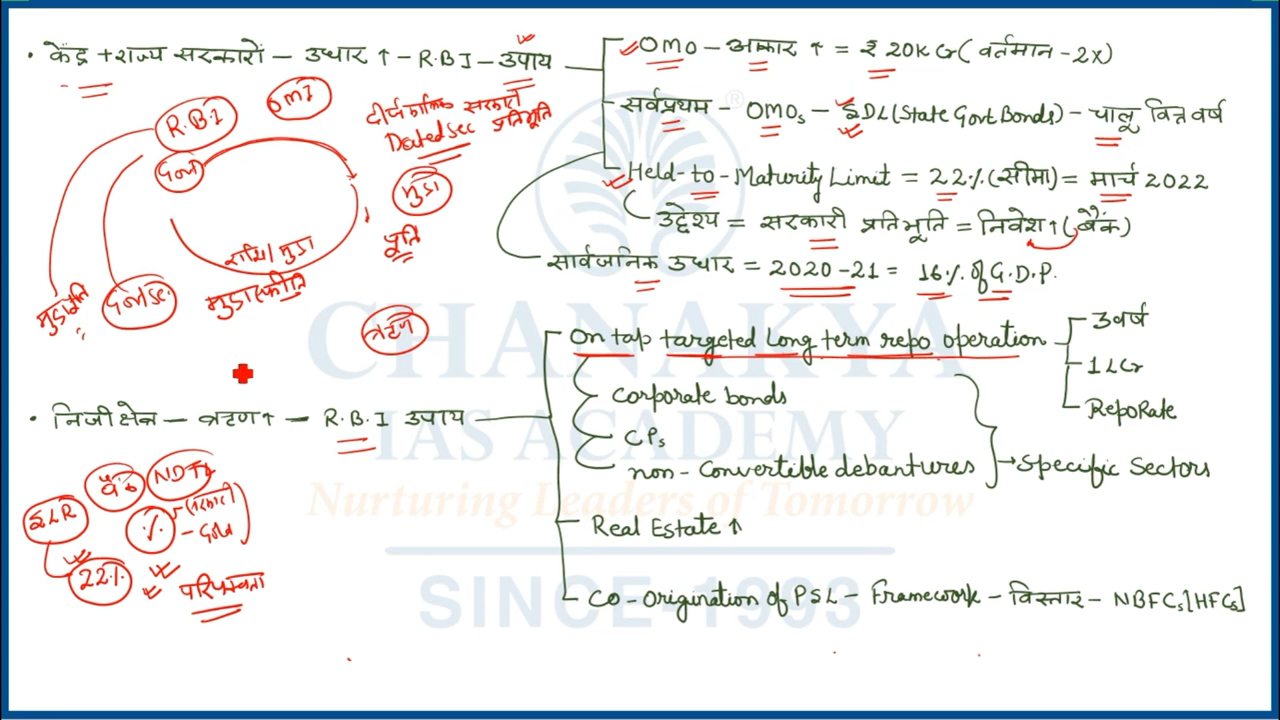 • केंद्र + राज्य सरकारों – उधार ↑ – R.B.I – उपाय
OMO – आकार ↑ = ₹ 20K Cr (वर्तमान – 2x)
सर्वप्रथम – OMOs – SDL (State Govt Bonds) – चालू वित्त वर्ष
Held-to-Maturity Limit = 22% (सीमा) = मार्च 2022
उद्देश्य = सरकारी प्रतिभूति = निवेश ↑ (बैंक)
सार्वजनिक उधार = 2020-21 = 16% of G.D.P.
R.B.I
दीर्घकालिक सरकारी प्रतिभूति
Dated Sec
Govt
मुद्रा
पूर्ति
राशि/मुद्रा
मुद्रास्फीति
Govt Sec.
ऋण
• निजी क्षेत्र – ऋण ↑ – R.B.I उपाय
On tap targeted Long term repo operation
3 वर्ष
1 L Cr
Repo Rate
Corporate bonds
CPs
non-Convertible debantures
→ Specific Sectors
Real Estate ↑
Co-Origination of PSL – Framework – विस्तार – NBFCs [HFCs]
बैंक
NDTL
SLR
%
– Gold
22%
परिपक्वता
CHANAKYA
IAS ACADEMY
Nurturing Leaders of Tomorrow
SINCE-1993